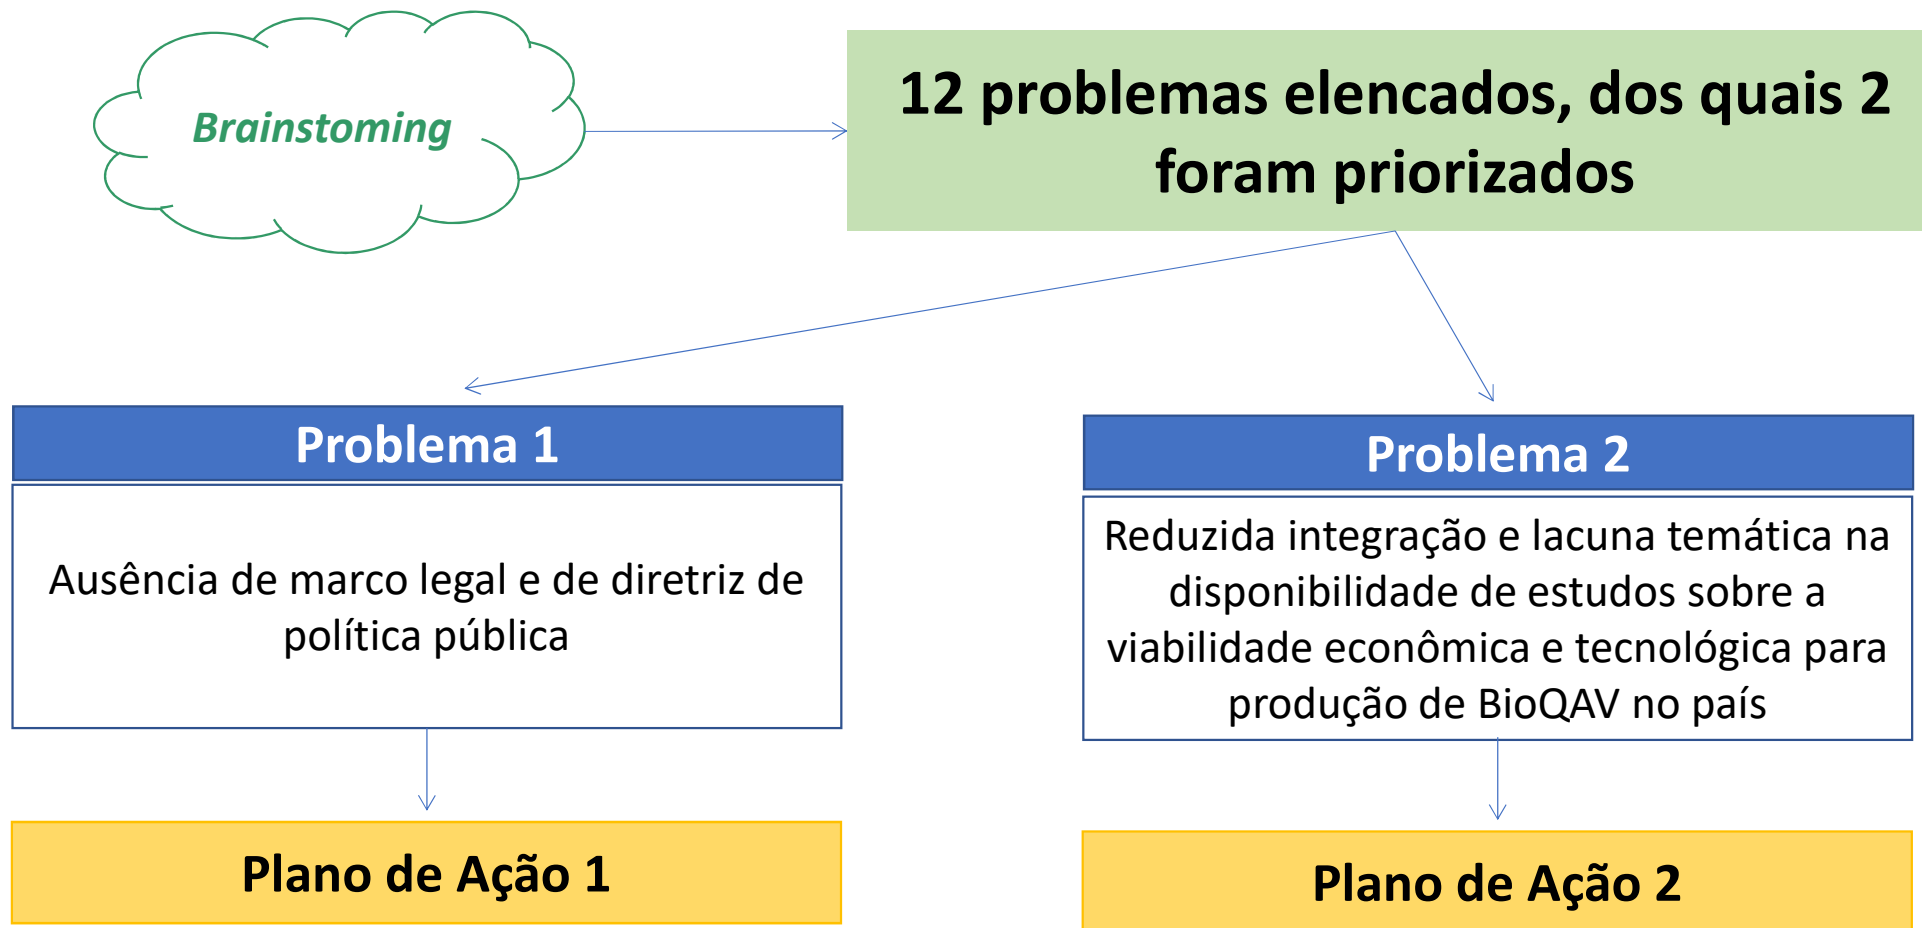 Brainstoming
12 problemas elencados, dos quais 2
foram priorizados
Problema 1
Ausência de marco legal e de diretriz de
política pública
Plano de Ação 1
Problema 2
Reduzida integração e lacuna temática na
disponibilidade de estudos sobre a
viabilidade econômica e tecnológica para
produção de BioQAV no país
Plano de Ação 2